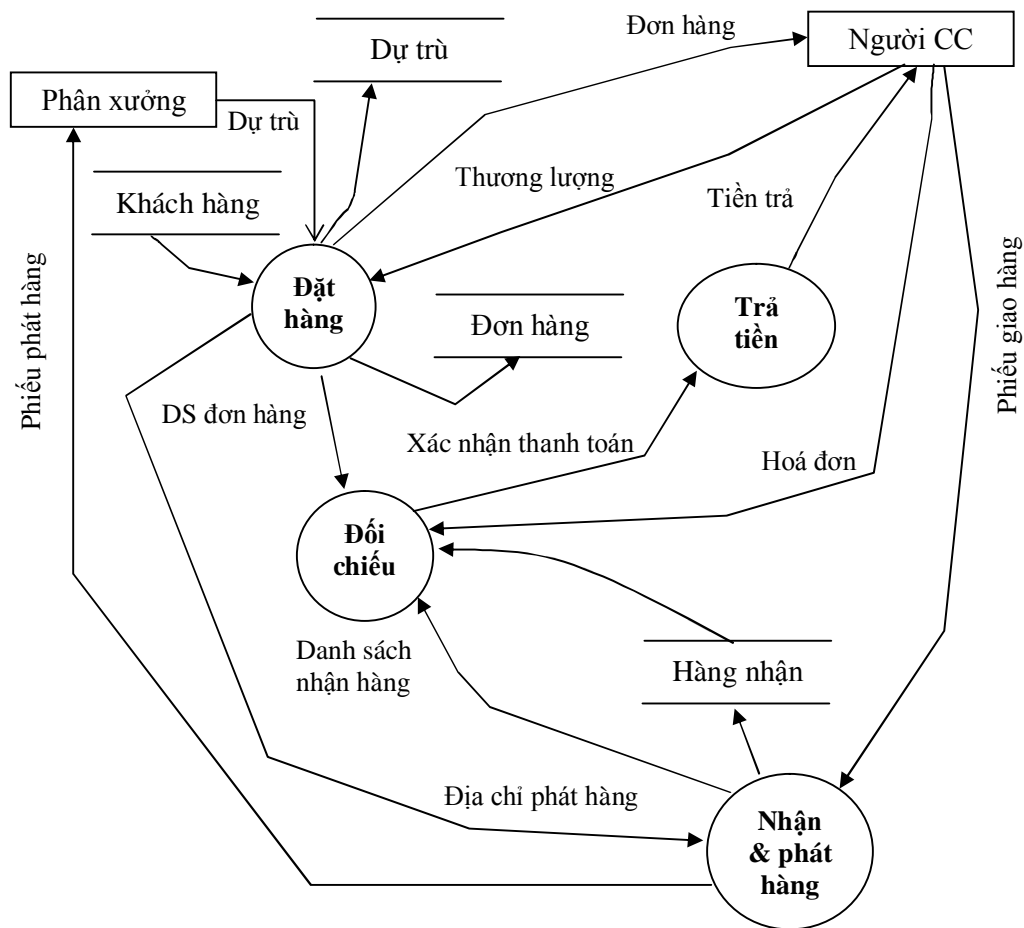 Đơn hàng
Dự trù
Người CC
Phân xưởng
Dự trù
Thương lượng
Tiền trả
Khách hàng
Đặt
hàng
Đơn hàng
Trả
tiền
Phiếu phát hàng
Phiếu giao hàng
DS đơn hàng
Xác nhận thanh toán
Hoá đơn
Đối
chiếu
Danh sách
nhận hàng
Hàng nhận
Địa chỉ phát hàng
Nhận
& phát
hàng